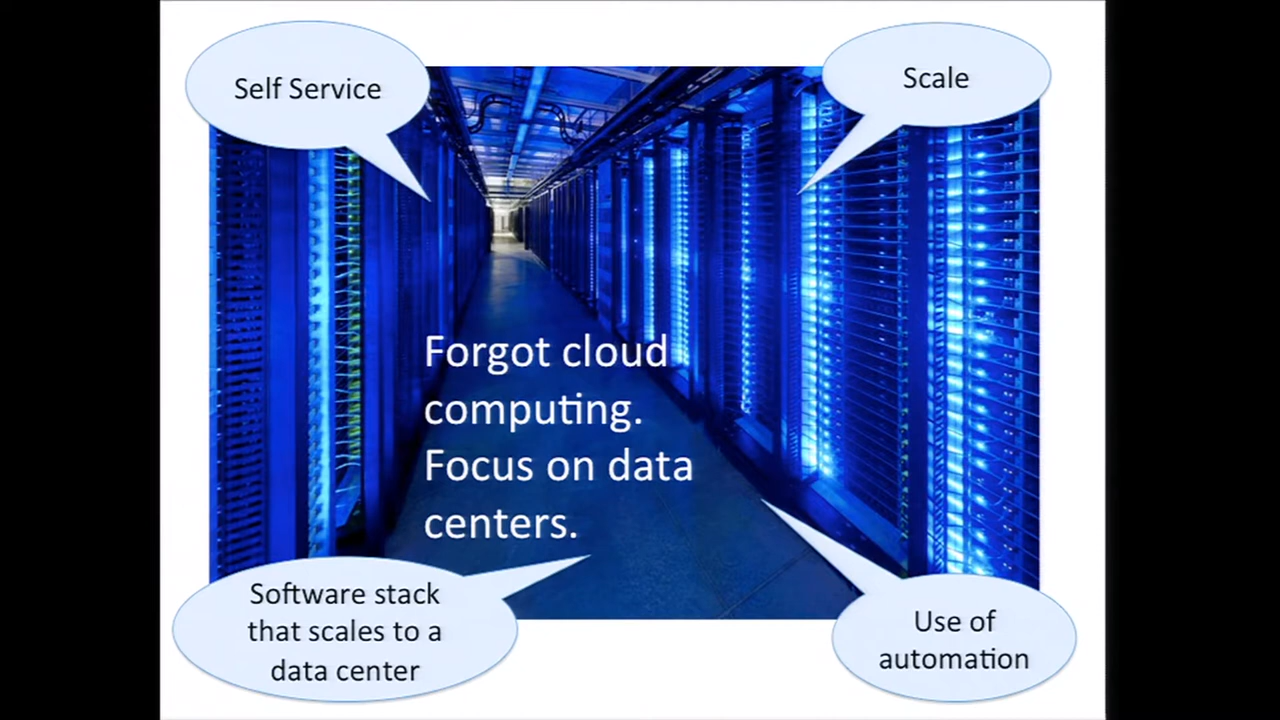 Self Service
Scale
Forgot cloud
computing.
Focus on data
centers.
Software stack
that scales to a
data center
Use of
automation